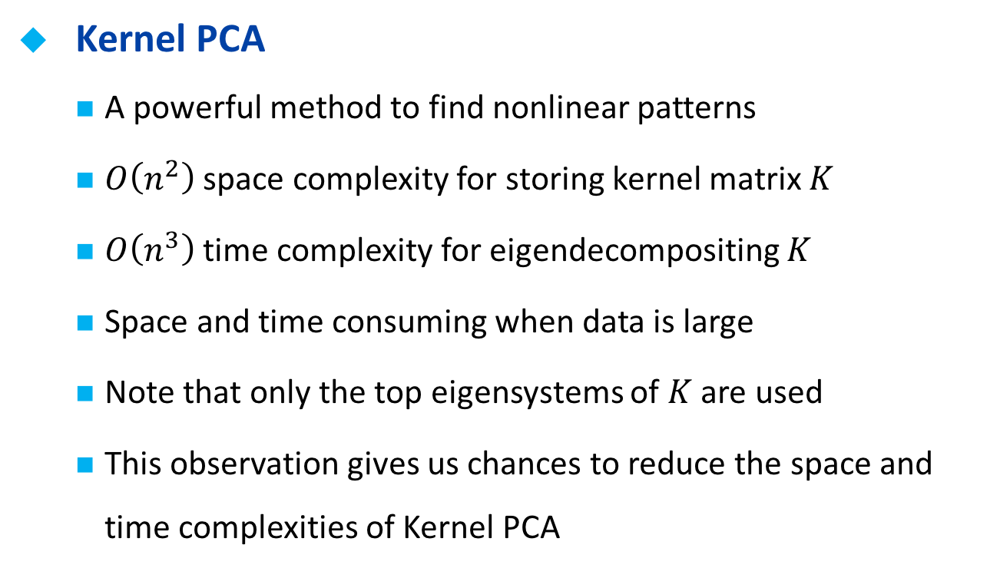 Kernel PCA
A powerful method to find nonlinear patterns
O(n²) space complexity for storing kernel matrix K
O(n³) time complexity for eigendecompositing K
Space and time consuming when data is large
Note that only the top eigensystems of K are used
This observation gives us chances to reduce the space and
time complexities of Kernel PCA